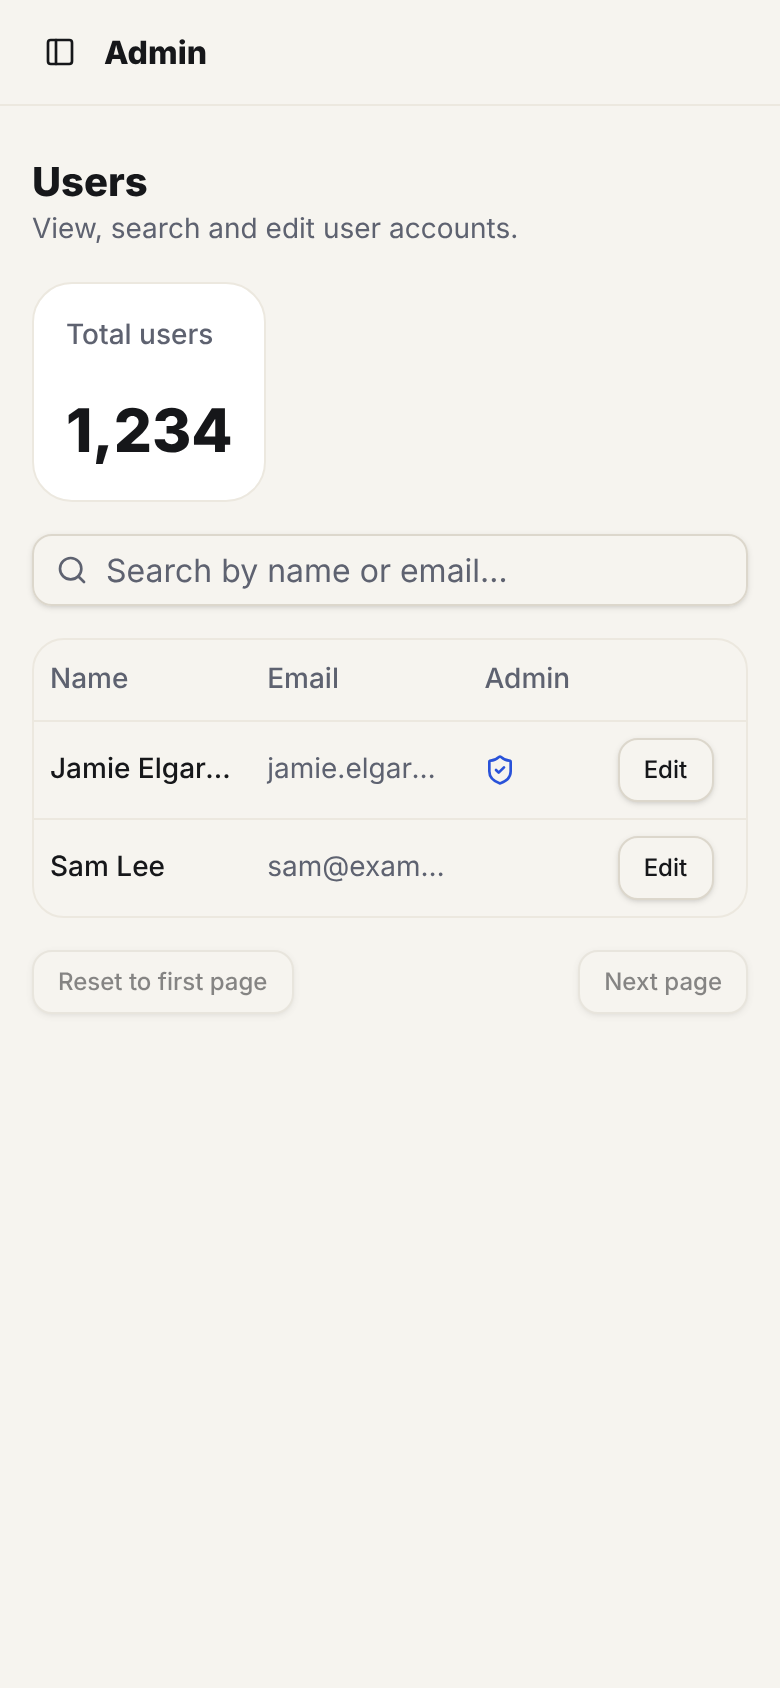 Admin
Users
View, search and edit user accounts.
Total users
1,234
Search by name or email...
Name Email Admin
Jamie Elgar... jamie.elgar... Edit
Sam Lee sam@exam... Edit
Reset to first page Next page